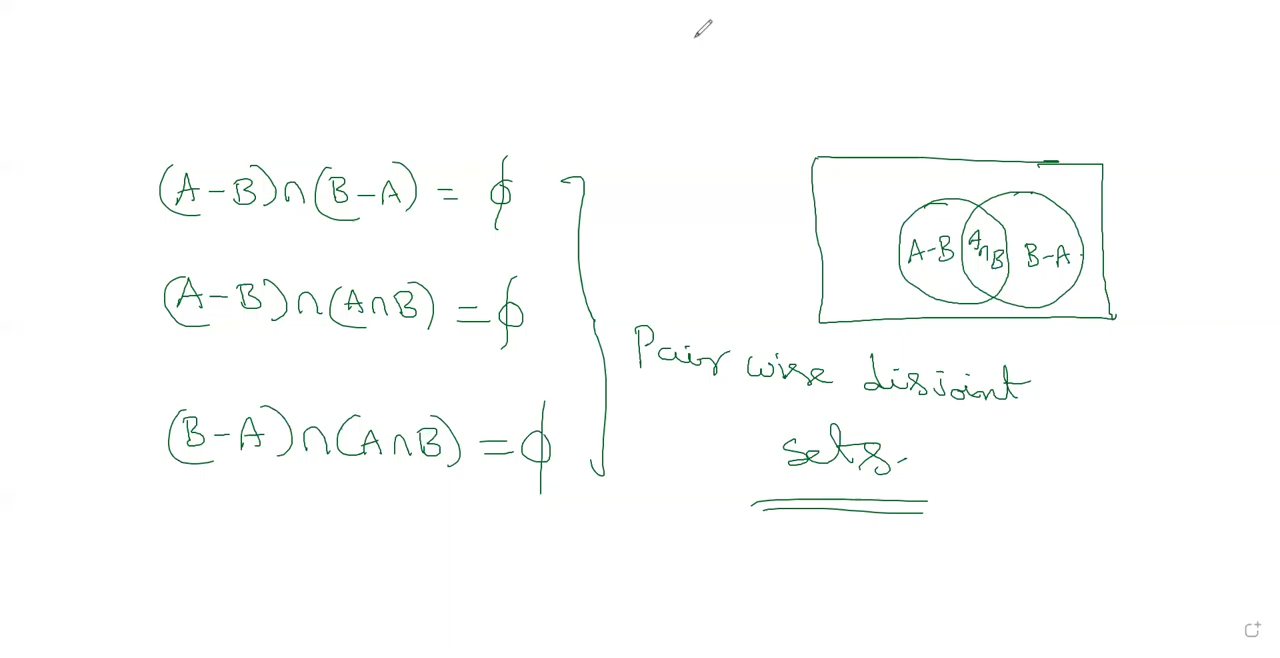 (A-B)∩(B-A) = ϕ
(A-B)∩(A∩B) = ϕ
(B-A)∩(A∩B) = ϕ
A-B A∩B B-A
Pair wise disjoint
sets.